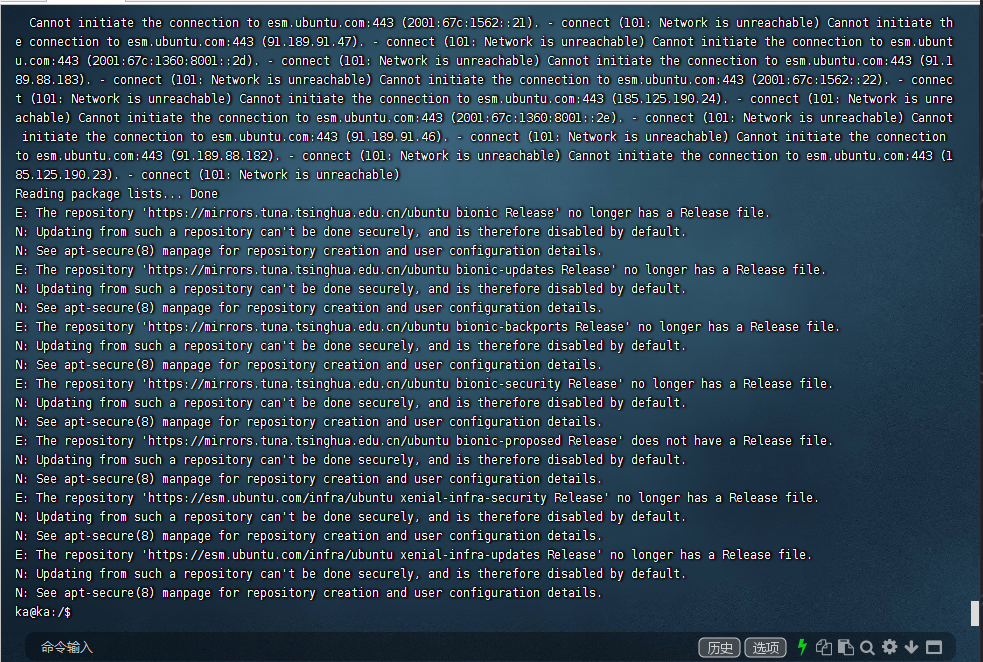 Cannot initiate the connection to esm.ubuntu.com:443 (2001:67c:1562::21). - connect (101: Network is unreachable) Cannot initiate th
e connection to esm.ubuntu.com:443 (91.189.91.47). - connect (101: Network is unreachable) Cannot initiate the connection to esm.ubunt
u.com:443 (2001:67c:1360:8001::2d). - connect (101: Network is unreachable) Cannot initiate the connection to esm.ubuntu.com:443 (91.1
89.88.183). - connect (101: Network is unreachable) Cannot initiate the connection to esm.ubuntu.com:443 (2001:67c:1562::22). - connec
t (101: Network is unreachable) Cannot initiate the connection to esm.ubuntu.com:443 (185.125.190.24). - connect (101: Network is unre
achable) Cannot initiate the connection to esm.ubuntu.com:443 (2001:67c:1360:8001::2e). - connect (101: Network is unreachable) Cannot
initiate the connection to esm.ubuntu.com:443 (91.189.91.46). - connect (101: Network is unreachable) Cannot initiate the connection
to esm.ubuntu.com:443 (91.189.88.182). - connect (101: Network is unreachable) Cannot initiate the connection to esm.ubuntu.com:443 (1
85.125.190.23). - connect (101: Network is unreachable)
Reading package lists... Done
E: The repository 'https://mirrors.tuna.tsinghua.edu.cn/ubuntu bionic Release' no longer has a Release file.
N: Updating from such a repository can't be done securely, and is therefore disabled by default.
N: See apt-secure(8) manpage for repository creation and user configuration details.
E: The repository 'https://mirrors.tuna.tsinghua.edu.cn/ubuntu bionic-updates Release' no longer has a Release file.
N: Updating from such a repository can't be done securely, and is therefore disabled by default.
N: See apt-secure(8) manpage for repository creation and user configuration details.
E: The repository 'https://mirrors.tuna.tsinghua.edu.cn/ubuntu bionic-backports Release' no longer has a Release file.
N: Updating from such a repository can't be done securely, and is therefore disabled by default.
N: See apt-secure(8) manpage for repository creation and user configuration details.
E: The repository 'https://mirrors.tuna.tsinghua.edu.cn/ubuntu bionic-security Release' no longer has a Release file.
N: Updating from such a repository can't be done securely, and is therefore disabled by default.
N: See apt-secure(8) manpage for repository creation and user configuration details.
E: The repository 'https://mirrors.tuna.tsinghua.edu.cn/ubuntu bionic-proposed Release' does not have a Release file.
N: Updating from such a repository can't be done securely, and is therefore disabled by default.
N: See apt-secure(8) manpage for repository creation and user configuration details.
E: The repository 'https://esm.ubuntu.com/infra/ubuntu xenial-infra-security Release' no longer has a Release file.
N: Updating from such a repository can't be done securely, and is therefore disabled by default.
N: See apt-secure(8) manpage for repository creation and user configuration details.
E: The repository 'https://esm.ubuntu.com/infra/ubuntu xenial-infra-updates Release' no longer has a Release file.
N: Updating from such a repository can't be done securely, and is therefore disabled by default.
N: See apt-secure(8) manpage for repository creation and user configuration details.
ka@ka:/$
命令输入 历史 选项